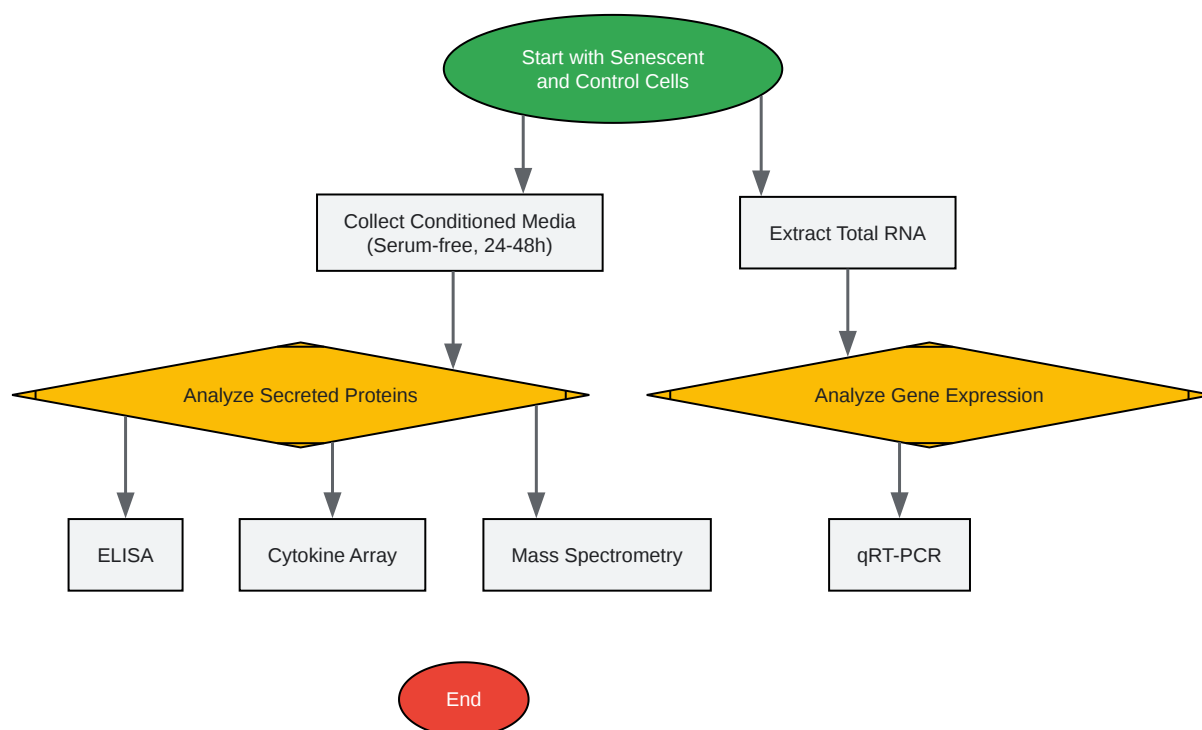 Start with Senescent
and Control Cells
Collect Conditioned Media
(Serum-free, 24-48h)
Extract Total RNA
Analyze Secreted Proteins
Analyze Gene Expression
ELISA
Cytokine Array
Mass Spectrometry
qRT-PCR
End